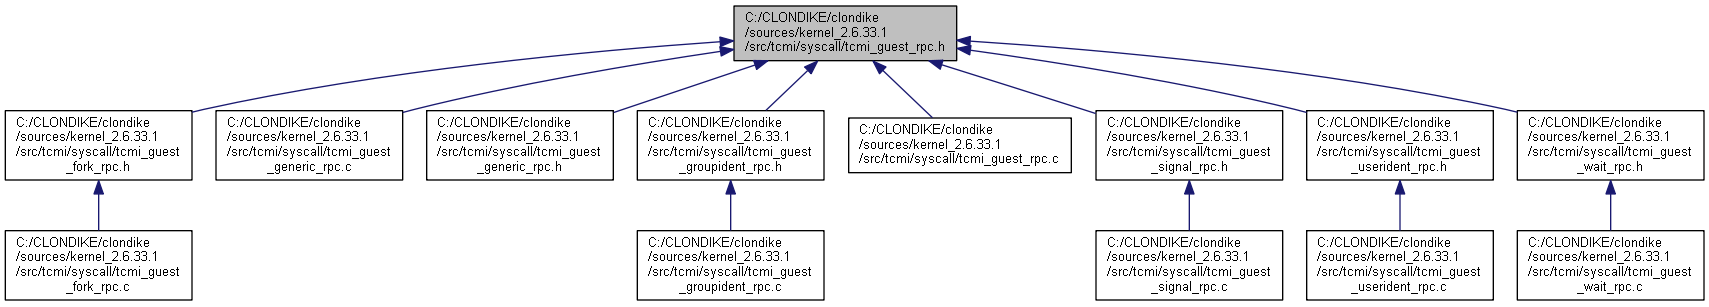 C:/CLONDIKE/clondike
/sources/kernel_2.6.33.1
/src/tcmi/syscall/tcmi_guest_rpc.h
C:/CLONDIKE/clondike
/sources/kernel_2.6.33.1
/src/tcmi/syscall/tcmi_guest
_fork_rpc.h
C:/CLONDIKE/clondike
/sources/kernel_2.6.33.1
/src/tcmi/syscall/tcmi_guest
_generic_rpc.c
C:/CLONDIKE/clondike
/sources/kernel_2.6.33.1
/src/tcmi/syscall/tcmi_guest
_generic_rpc.h
C:/CLONDIKE/clondike
/sources/kernel_2.6.33.1
/src/tcmi/syscall/tcmi_guest
_groupident_rpc.h
C:/CLONDIKE/clondike
/sources/kernel_2.6.33.1
/src/tcmi/syscall/tcmi_guest_rpc.c
C:/CLONDIKE/clondike
/sources/kernel_2.6.33.1
/src/tcmi/syscall/tcmi_guest
_signal_rpc.h
C:/CLONDIKE/clondike
/sources/kernel_2.6.33.1
/src/tcmi/syscall/tcmi_guest
_userident_rpc.h
C:/CLONDIKE/clondike
/sources/kernel_2.6.33.1
/src/tcmi/syscall/tcmi_guest
_wait_rpc.h
C:/CLONDIKE/clondike
/sources/kernel_2.6.33.1
/src/tcmi/syscall/tcmi_guest
_fork_rpc.c
C:/CLONDIKE/clondike
/sources/kernel_2.6.33.1
/src/tcmi/syscall/tcmi_guest
_groupident_rpc.c
C:/CLONDIKE/clondike
/sources/kernel_2.6.33.1
/src/tcmi/syscall/tcmi_guest
_signal_rpc.c
C:/CLONDIKE/clondike
/sources/kernel_2.6.33.1
/src/tcmi/syscall/tcmi_guest
_userident_rpc.c
C:/CLONDIKE/clondike
/sources/kernel_2.6.33.1
/src/tcmi/syscall/tcmi_guest
_wait_rpc.c